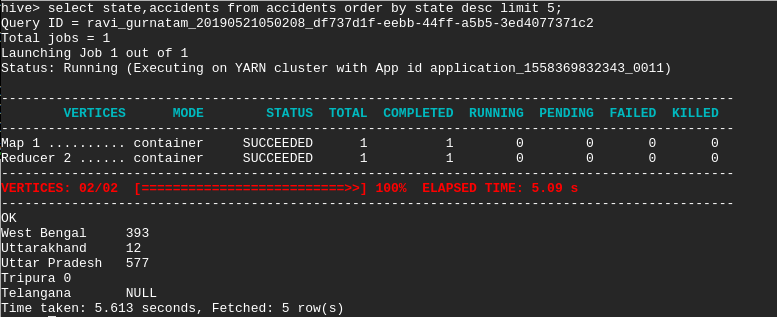 hive> select state,accidents from accidents order by state desc limit 5;
Query ID = ravi_gurnatam_20190521050208_df737d1f-eebb-44ff-a5b5-3ed4077371c2
Total jobs = 1
Launching Job 1 out of 1
Status: Running (Executing on YARN cluster with App id application_1558369832343_0011)
----------------------------------------------------------------------------------------------
VERTICES MODE STATUS TOTAL COMPLETED RUNNING PENDING FAILED KILLED
----------------------------------------------------------------------------------------------
Map 1 .......... container SUCCEEDED 1 1 0 0 0 0
Reducer 2 ...... container SUCCEEDED 1 1 0 0 0 0
----------------------------------------------------------------------------------------------
VERTICES: 02/02 [==========================>>] 100% ELAPSED TIME: 5.09 s
----------------------------------------------------------------------------------------------
OK
West Bengal 393
Uttarakhand 12
Uttar Pradesh 577
Tripura 0
Telangana NULL
Time taken: 5.613 seconds, Fetched: 5 row(s)